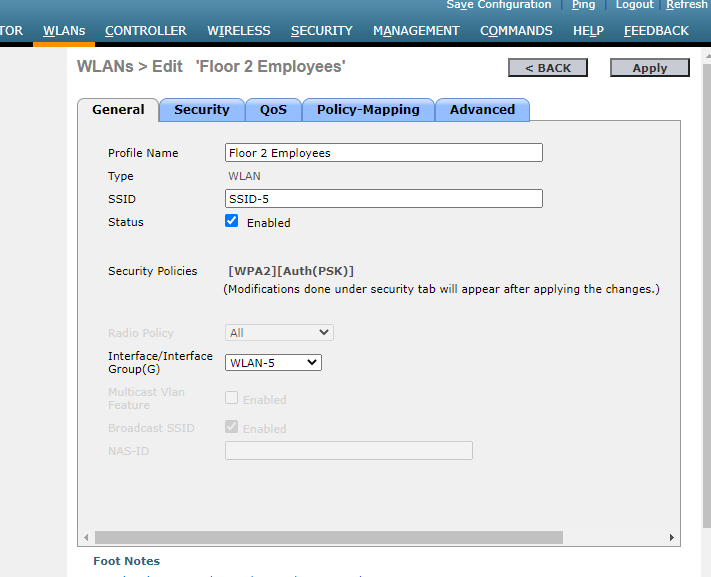 Save Configuration Ping Logout Refresh
TOR WLANs CONTROLLER WIRELESS SECURITY MANAGEMENT COMMANDS HELP FEEDBACK
WLANs > Edit 'Floor 2 Employees'
< BACK Apply
General Security QoS Policy-Mapping Advanced
Profile Name Floor 2 Employees
Type WLAN
SSID SSID-5
Status Enabled
Security Policies [WPA2][Auth(PSK)]
(Modifications done under security tab will appear after applying the changes.)
Radio Policy All
Interface/Interface
Group(G) WLAN-5
Multicast Vlan
Feature Enabled
Broadcast SSID Enabled
NAS-ID
Foot Notes